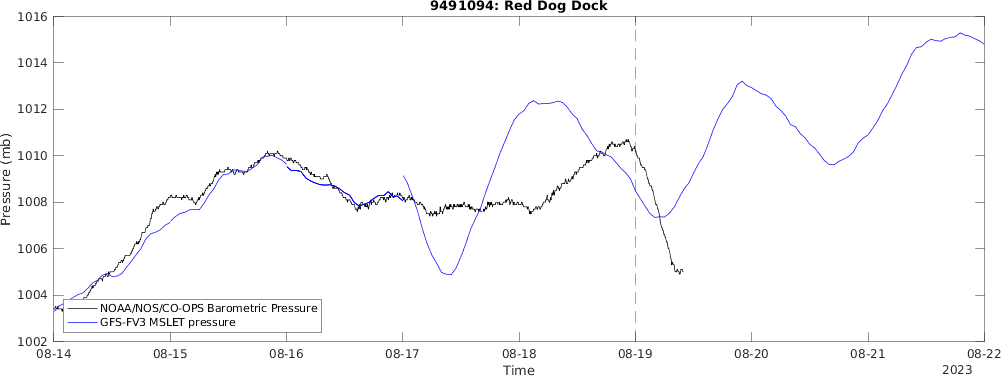 9491094: Red Dog Dock
Pressure (mb)
1016
1014
1012
1010
1008
1006
1004
1002
NOAA/NOS/CO-OPS Barometric Pressure
GFS-FV3 MSLET pressure
08-14 08-15 08-16 08-17 08-18 08-19 08-20 08-21 08-22
Time
2023